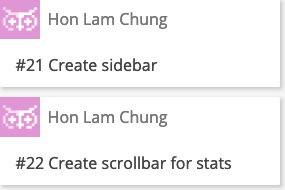 Hon Lam Chung
#21 Create sidebar
Hon Lam Chung
#22 Create scrollbar for stats